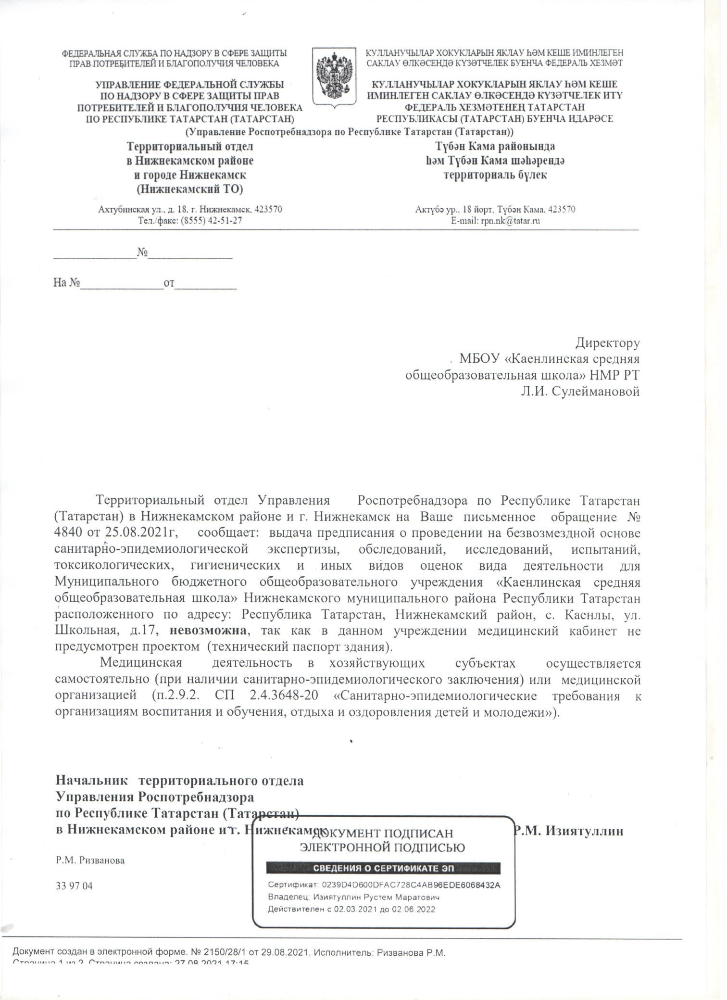 ФЕДЕРАЛЬНАЯ СЛУЖБА ПО НАДЗОРУ В СФЕРЕ ЗАЩИТЫ
ПРАВ ПОТРЕБИТЕЛЕЙ И БЛАГОПОЛУЧИЯ ЧЕЛОВЕКА
УПРАВЛЕНИЕ ФЕДЕРАЛЬНОЙ СЛУЖБЫ
ПО НАДЗОРУ В СФЕРЕ ЗАЩИТЫ ПРАВ
ПОТРЕБИТЕЛЕЙ И БЛАГОПОЛУЧИЯ ЧЕЛОВЕКА
ПО РЕСПУБЛИКЕ ТАТАРСТАН (ТАТАРСТАН)
КУЛЛАНУЧЫЛАР ХОКУКЛАРЫН ЯКЛАУ ҺӘМ КЕШЕ ИМИНЛЕГЕН
САКЛАУ ӨЛКӘСЕНДӘ КҮЗӘТЧЕЛЕК БУЕНЧА ФЕДЕРАЛЬ ХЕЗМӘТ
КУЛЛАНУЧЫЛАР ХОКУКЛАРЫН ЯКЛАУ ҺӘМ КЕШЕ
ИМИНЛЕГЕН САКЛАУ ӨЛКӘСЕНДӘ КҮЗӘТЧЕЛЕК ИТҮ
ФЕДЕРАЛЬ ХЕЗМӘТЕНЕҢ ТАТАРСТАН
РЕСПУБЛИКАСЫ (ТАТАРСТАН) БУЕНЧА ИДАРӘСЕ
(Управление Роспотребнадзора по Республике Татарстан (Татарстан))
Территориальный отдел
в Нижнекамском районе
и городе Нижнекамск
(Нижнекамский ТО)
Түбән Кама районында
һәм Түбән Кама шәһәрендә
территориаль бүлек
Ахтубинская ул., д. 18, г. Нижнекамск, 423570
Тел./факс: (8555) 42-51-27
Актүбә ур., 18 йорт, Түбән Кама, 423570
E-mail: rpn.nk@tatar.ru
_____________№_____________
На №_____________от__________
Директору
МБОУ «Каенлинская средняя
общеобразовательная школа» НМР РТ
Л.И. Сулеймановой
Территориальный отдел Управления Роспотребнадзора по Республике Татарстан
(Татарстан) в Нижнекамском районе и г. Нижнекамск на Ваше письменное обращение №
4840 от 25.08.2021г, сообщает: выдача предписания о проведении на безвозмездной основе
санитарно-эпидемиологической экспертизы, обследований, исследований, испытаний,
токсикологических, гигиенических и иных видов оценок вида деятельности для
Муниципального бюджетного общеобразовательного учреждения «Каенлинская средняя
общеобразовательная школа» Нижнекамского муниципального района Республики Татарстан
расположенного по адресу: Республика Татарстан, Нижнекамский район, с. Каенлы, ул.
Школьная, д.17, невозможна, так как в данном учреждении медицинский кабинет не
предусмотрен проектом (технический паспорт здания).
Медицинская деятельность в хозяйствующих субъектах осуществляется
самостоятельно (при наличии санитарно-эпидемиологического заключения) или медицинской
организацией (п.2.9.2. СП 2.4.3648-20 «Санитарно-эпидемиологические требования к
организациям воспитания и обучения, отдыха и оздоровления детей и молодежи»).
Начальник территориального отдела
Управления Роспотребнадзора
по Республике Татарстан (Татарстан)
в Нижнекамском районе и г. Нижнекамск
Р.М. Изиятуллин
ДОКУМЕНТ ПОДПИСАН
ЭЛЕКТРОННОЙ ПОДПИСЬЮ
СВЕДЕНИЯ О СЕРТИФИКАТЕ ЭП
Сертификат: 0239D4D600DFAC728C4AB96EDE6068432A
Владелец: Изиятуллин Рустем Маратович
Действителен с 02.03.2021 до 02.06.2022
Р.М. Ризванова
33 97 04
Документ создан в электронной форме. № 2150/28/1 от 29.08.2021. Исполнитель: Ризванова Р.М.
Страница 1 из 2. Страница создана: 27.08.2021 17:15